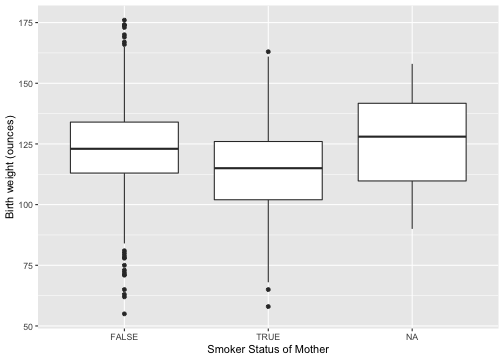 175
150
125
100
75
50
Birth weight (ounces)
FALSE
TRUE
NA
Smoker Status of Mother